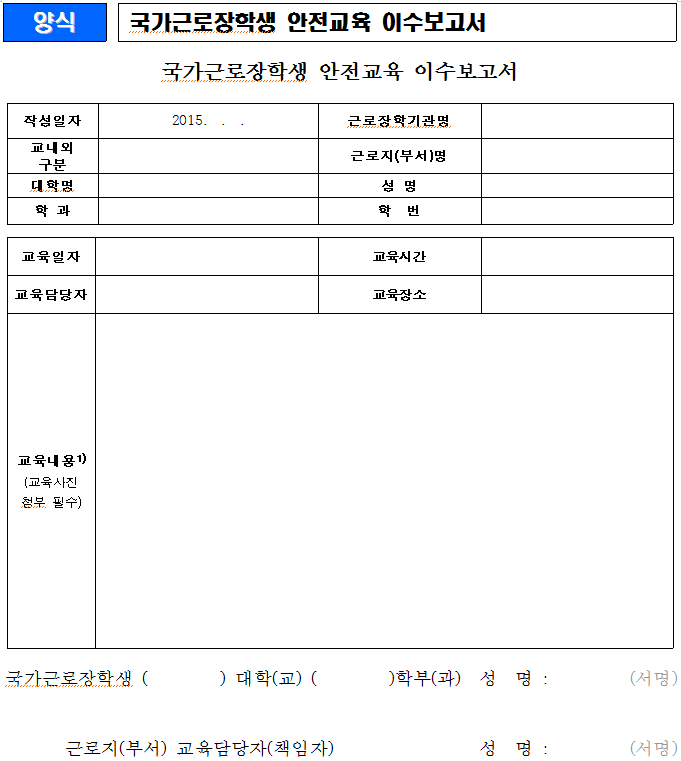 양식 국가근로장학생 안전교육 이수보고서
국가근로장학생 안전교육 이수보고서
작성일자 2015. . . 근로장학기관명
교내외
구분 근로지(부서)명
대학명 성 명
학 과 학 번
교육일자 교육시간
교육담당자 교육장소
교육내용1)
(교육사진
첨부 필수)
국가근로장학생 ( ) 대학(교) ( )학부(과) 성 명 : (서명)
근로지(부서) 교육담당자(책임자) 성 명 : (서명)